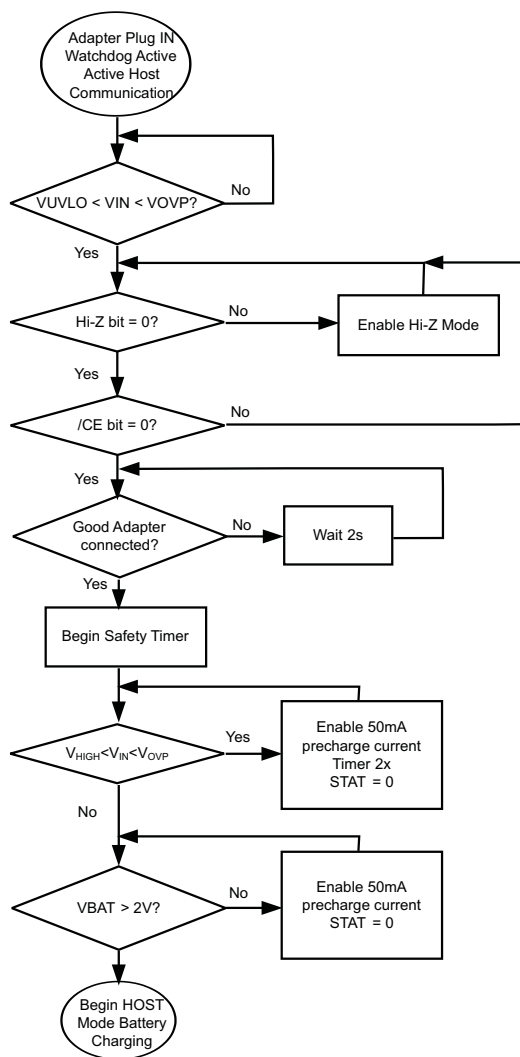 Adapter Plug IN
Watchdog Active
Active Host
Communication
No
VUVLO < VIN < VOVP?
Yes
Hi-Z bit = 0?
No
Enable Hi-Z Mode
Yes
/CE bit = 0?
No
Yes
Good Adapter
connected?
No
Wait 2s
Yes
Begin Safety Timer
VHIGH<VIN<VOVP
Yes
Enable 50mA
precharge current
Timer 2x
STAT = 0
No
VBAT > 2V?
No
Enable 50mA
precharge current
STAT = 0
Yes
Begin HOST
Mode Battery
Charging